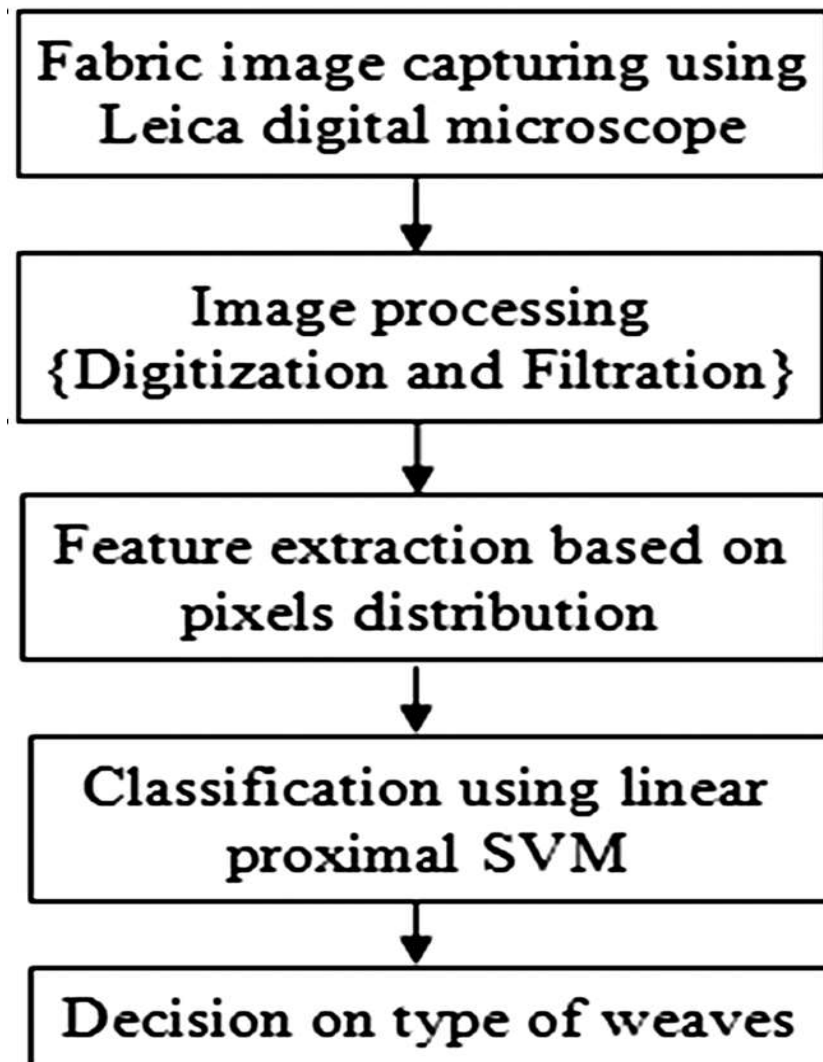 Fabric image capturing using
Leica digital microscope
Image processing
{Digitization and Filtration}
Feature extraction based on
pixels distribution
Classification using linear
proximal SVM
Decision on type of weaves